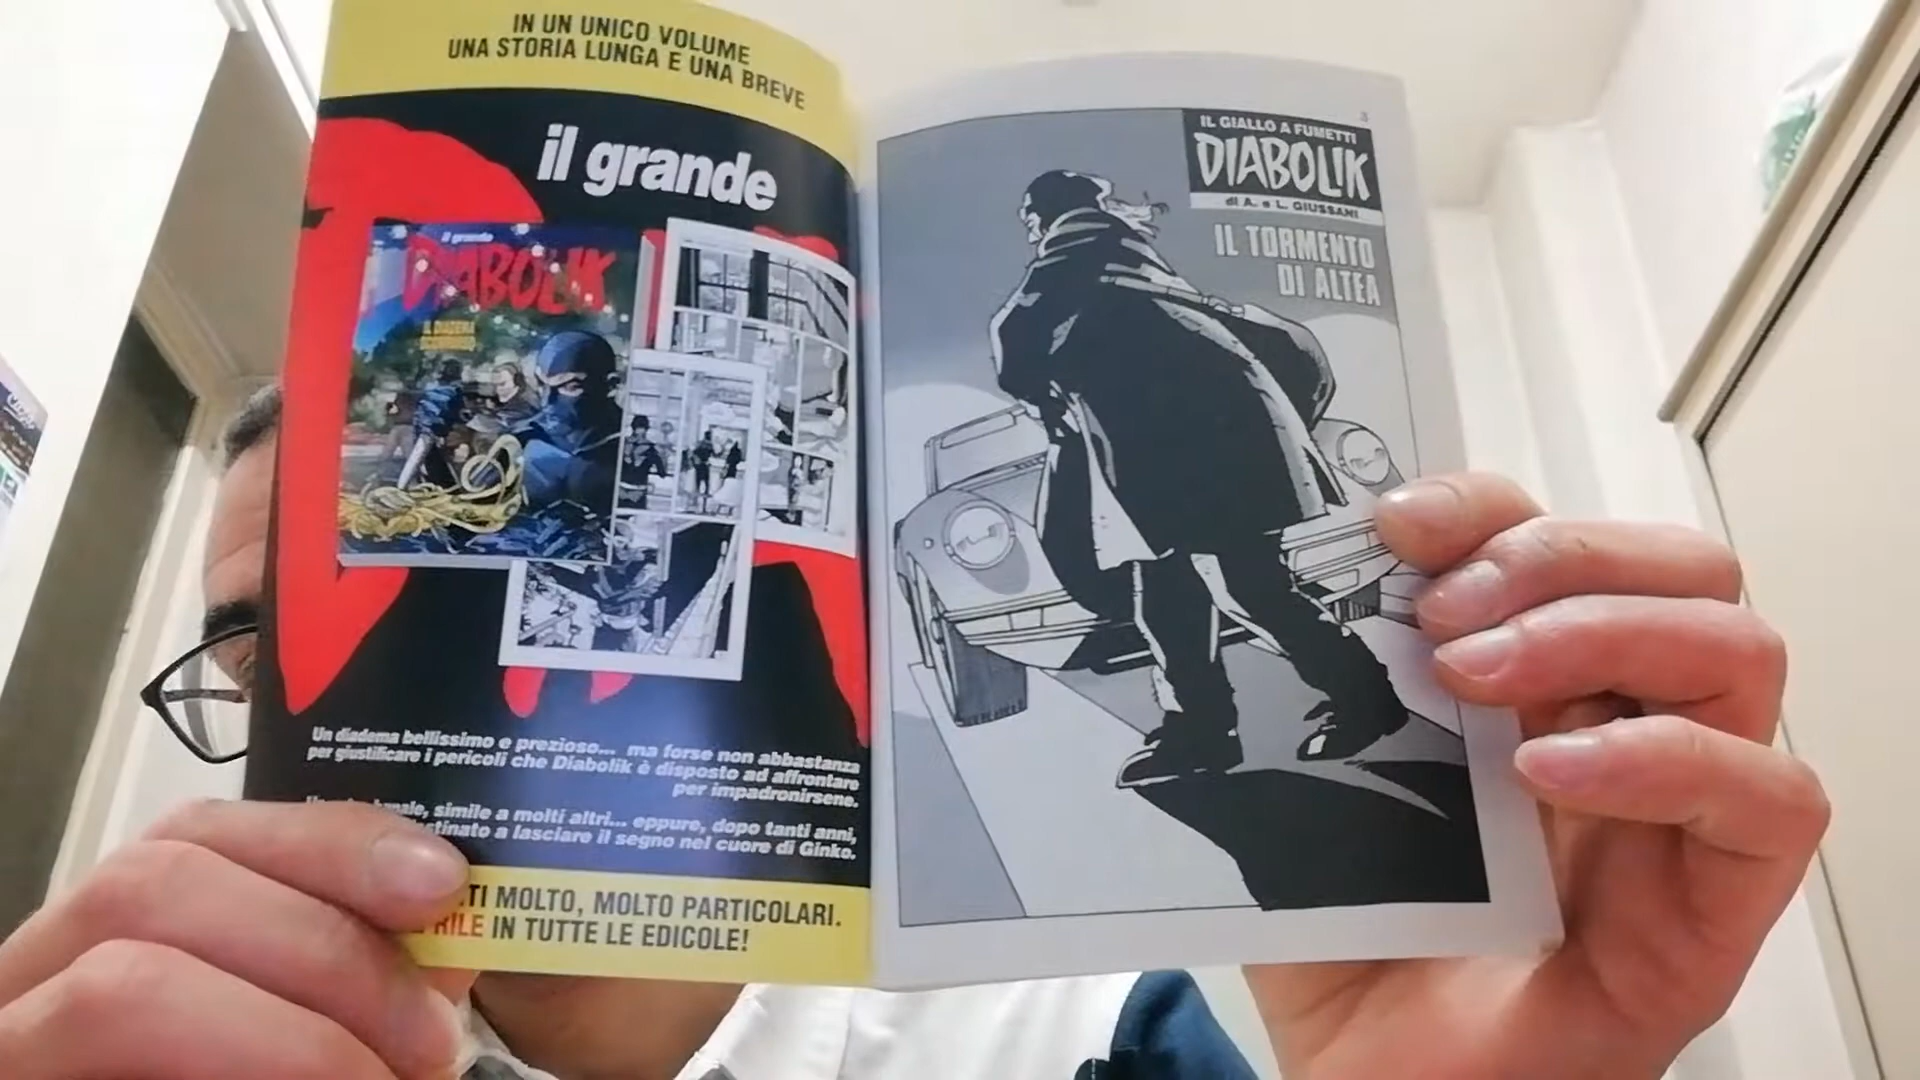 IN UN UNICO VOLUME
UNA STORIA LUNGA E UNA BREVE
il grande
il grande
DIABOLIK
IL DIADEMA
Un diadema bellissimo e prezioso... ma forse non abbastanza
per giustificare i pericoli che Diabolik è disposto ad affrontare
per impadronirsene.
simile a molti altri... eppure, dopo tanti anni,
a lasciare il segno nel cuore di Ginko.
MOLTO, MOLTO PARTICOLARI.
IN TUTTE LE EDICOLE!
3
IL GIALLO A FUMETTI
DIABOLIK
di A. e L. GIUSSANI
IL TORMENTO
DI ALTEA